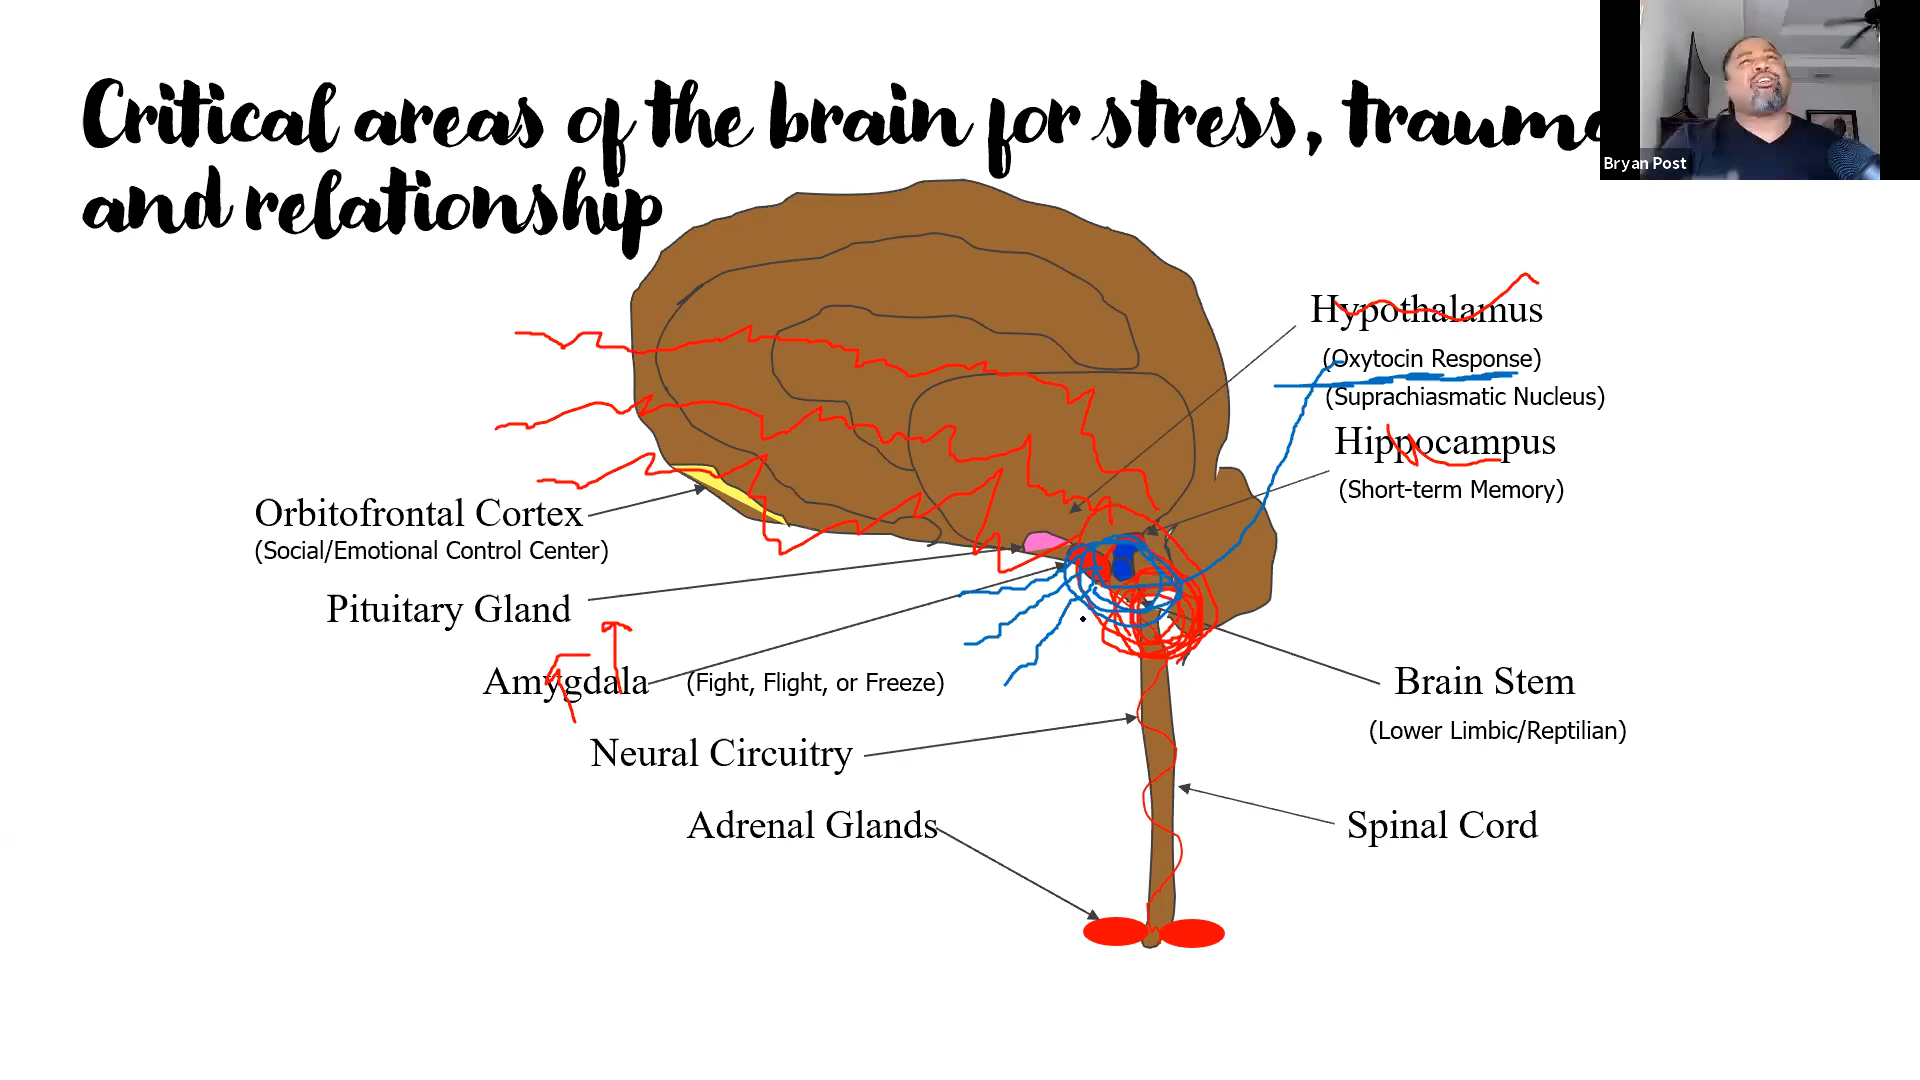 Critical areas of the brain for stress, trauma
and relationship
Bryan Post
Hypothalamus
(Oxytocin Response)
(Suprachiasmatic Nucleus)
Hippocampus
(Short-term Memory)
Orbitofrontal Cortex
(Social/Emotional Control Center)
Pituitary Gland
Amygdala (Fight, Flight, or Freeze)
Brain Stem
(Lower Limbic/Reptilian)
Neural Circuitry
Adrenal Glands
Spinal Cord